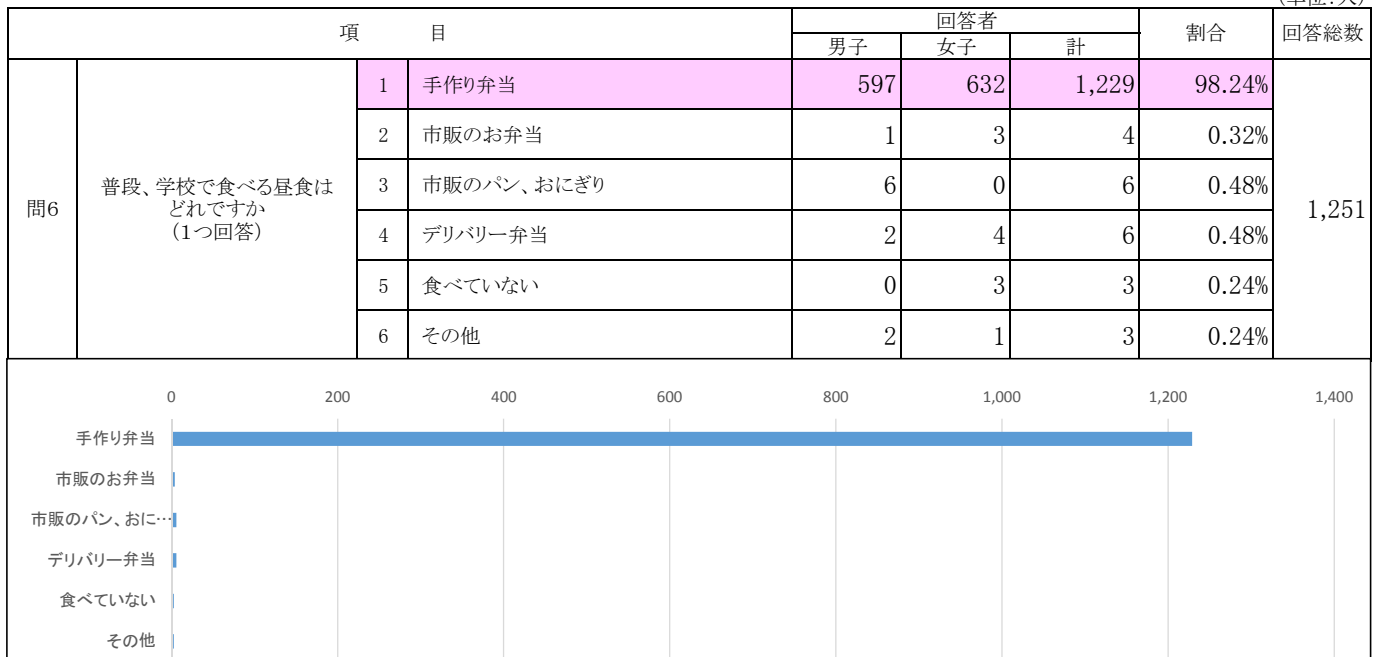 項 目 回答者 割合 回答総数
男子 女子 計
問6 普段、学校で食べる昼食は
どれですか
(1つ回答)
1 手作り弁当 597 632 1,229 98.24%
2 市販のお弁当 1 3 4 0.32%
3 市販のパン、おにぎり 6 0 6 0.48%
4 デリバリー弁当 2 4 6 0.48%
5 食べていない 0 3 3 0.24%
6 その他 2 1 3 0.24%
1,251
0 200 400 600 800 1,000 1,200 1,400
手作り弁当
市販のお弁当
市販のパン、おに…
デリバリー弁当
食べていない
その他